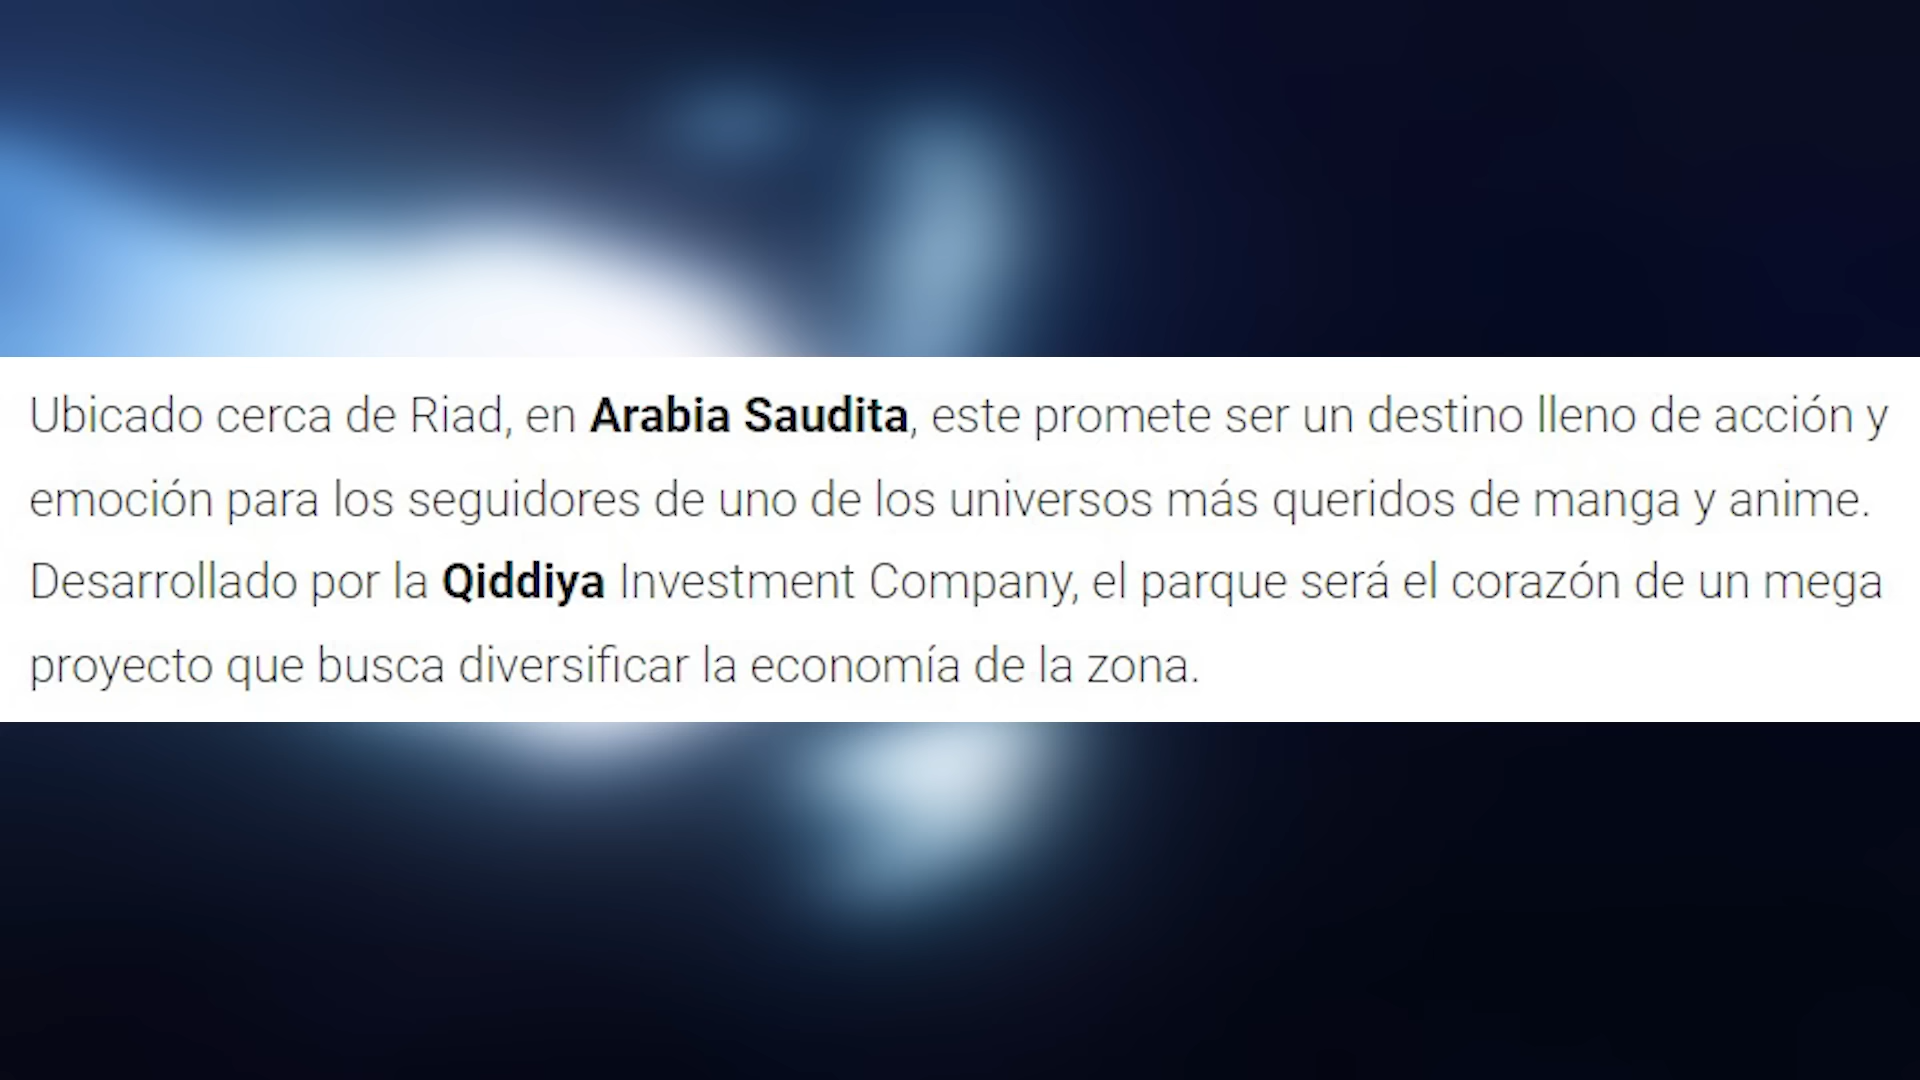 Ubicado cerca de Riad, en Arabia Saudita, este promete ser un destino lleno de acción y
emoción para los seguidores de uno de los universos más queridos de manga y anime.
Desarrollado por la Qiddiya Investment Company, el parque será el corazón de un mega
proyecto que busca diversificar la economía de la zona.